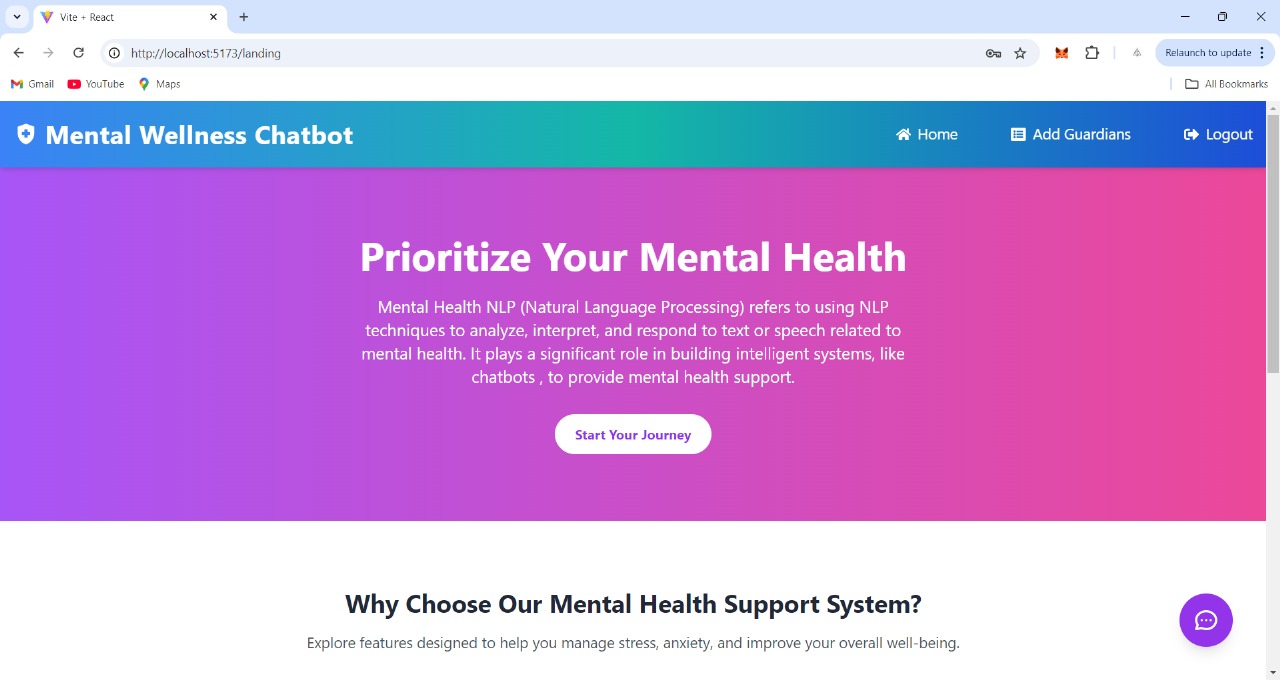 Vite + React
http://localhost:5173/landing
Relaunch to update
Gmail
YouTube
Maps
All Bookmarks
Mental Wellness Chatbot
Home
Add Guardians
Logout
Prioritize Your Mental Health
Mental Health NLP (Natural Language Processing) refers to using NLP
techniques to analyze, interpret, and respond to text or speech related to
mental health. It plays a significant role in building intelligent systems, like
chatbots , to provide mental health support.
Start Your Journey
Why Choose Our Mental Health Support System?
Explore features designed to help you manage stress, anxiety, and improve your overall well-being.